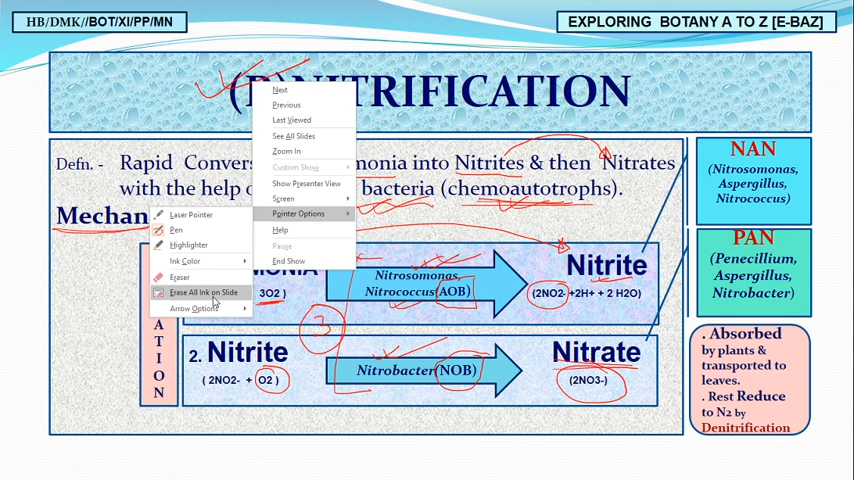 HB/DMK//BOT/XI/PP/MN
EXPLORING BOTANY A TO Z [E-BAZ]
NITRIFICATION
Defn. - Rapid Conver monia into Nitrites & then Nitrates
with the help o bacteria (chemoautotrophs).
Mechan
Next
Previous
Last Viewed
See All Slides
Zoom In
Custom Show
Show Presenter View
Screen
Pointer Options
Help
Pause
End Show
Laser Pointer
Pen
Highlighter
Ink Color
Eraser
Erase All Ink on Slide
Arrow Options
MONIA
3O2 )
Nitrosomonas,
Nitrococcus(AOB)
Nitrite
(2NO2- +2H+ + 2 H2O)
3
A
T
I
O
N
2. Nitrite
( 2NO2- + O2 )
Nitrobacter(NOB)
Nitrate
(2NO3-)
NAN
(Nitrosomonas,
Aspergillus,
Nitrococcus)
PAN
(Penecillium,
Aspergillus,
Nitrobacter)
. Absorbed
by plants &
transported to
leaves.
. Rest Reduce
to N2 by
Denitrification